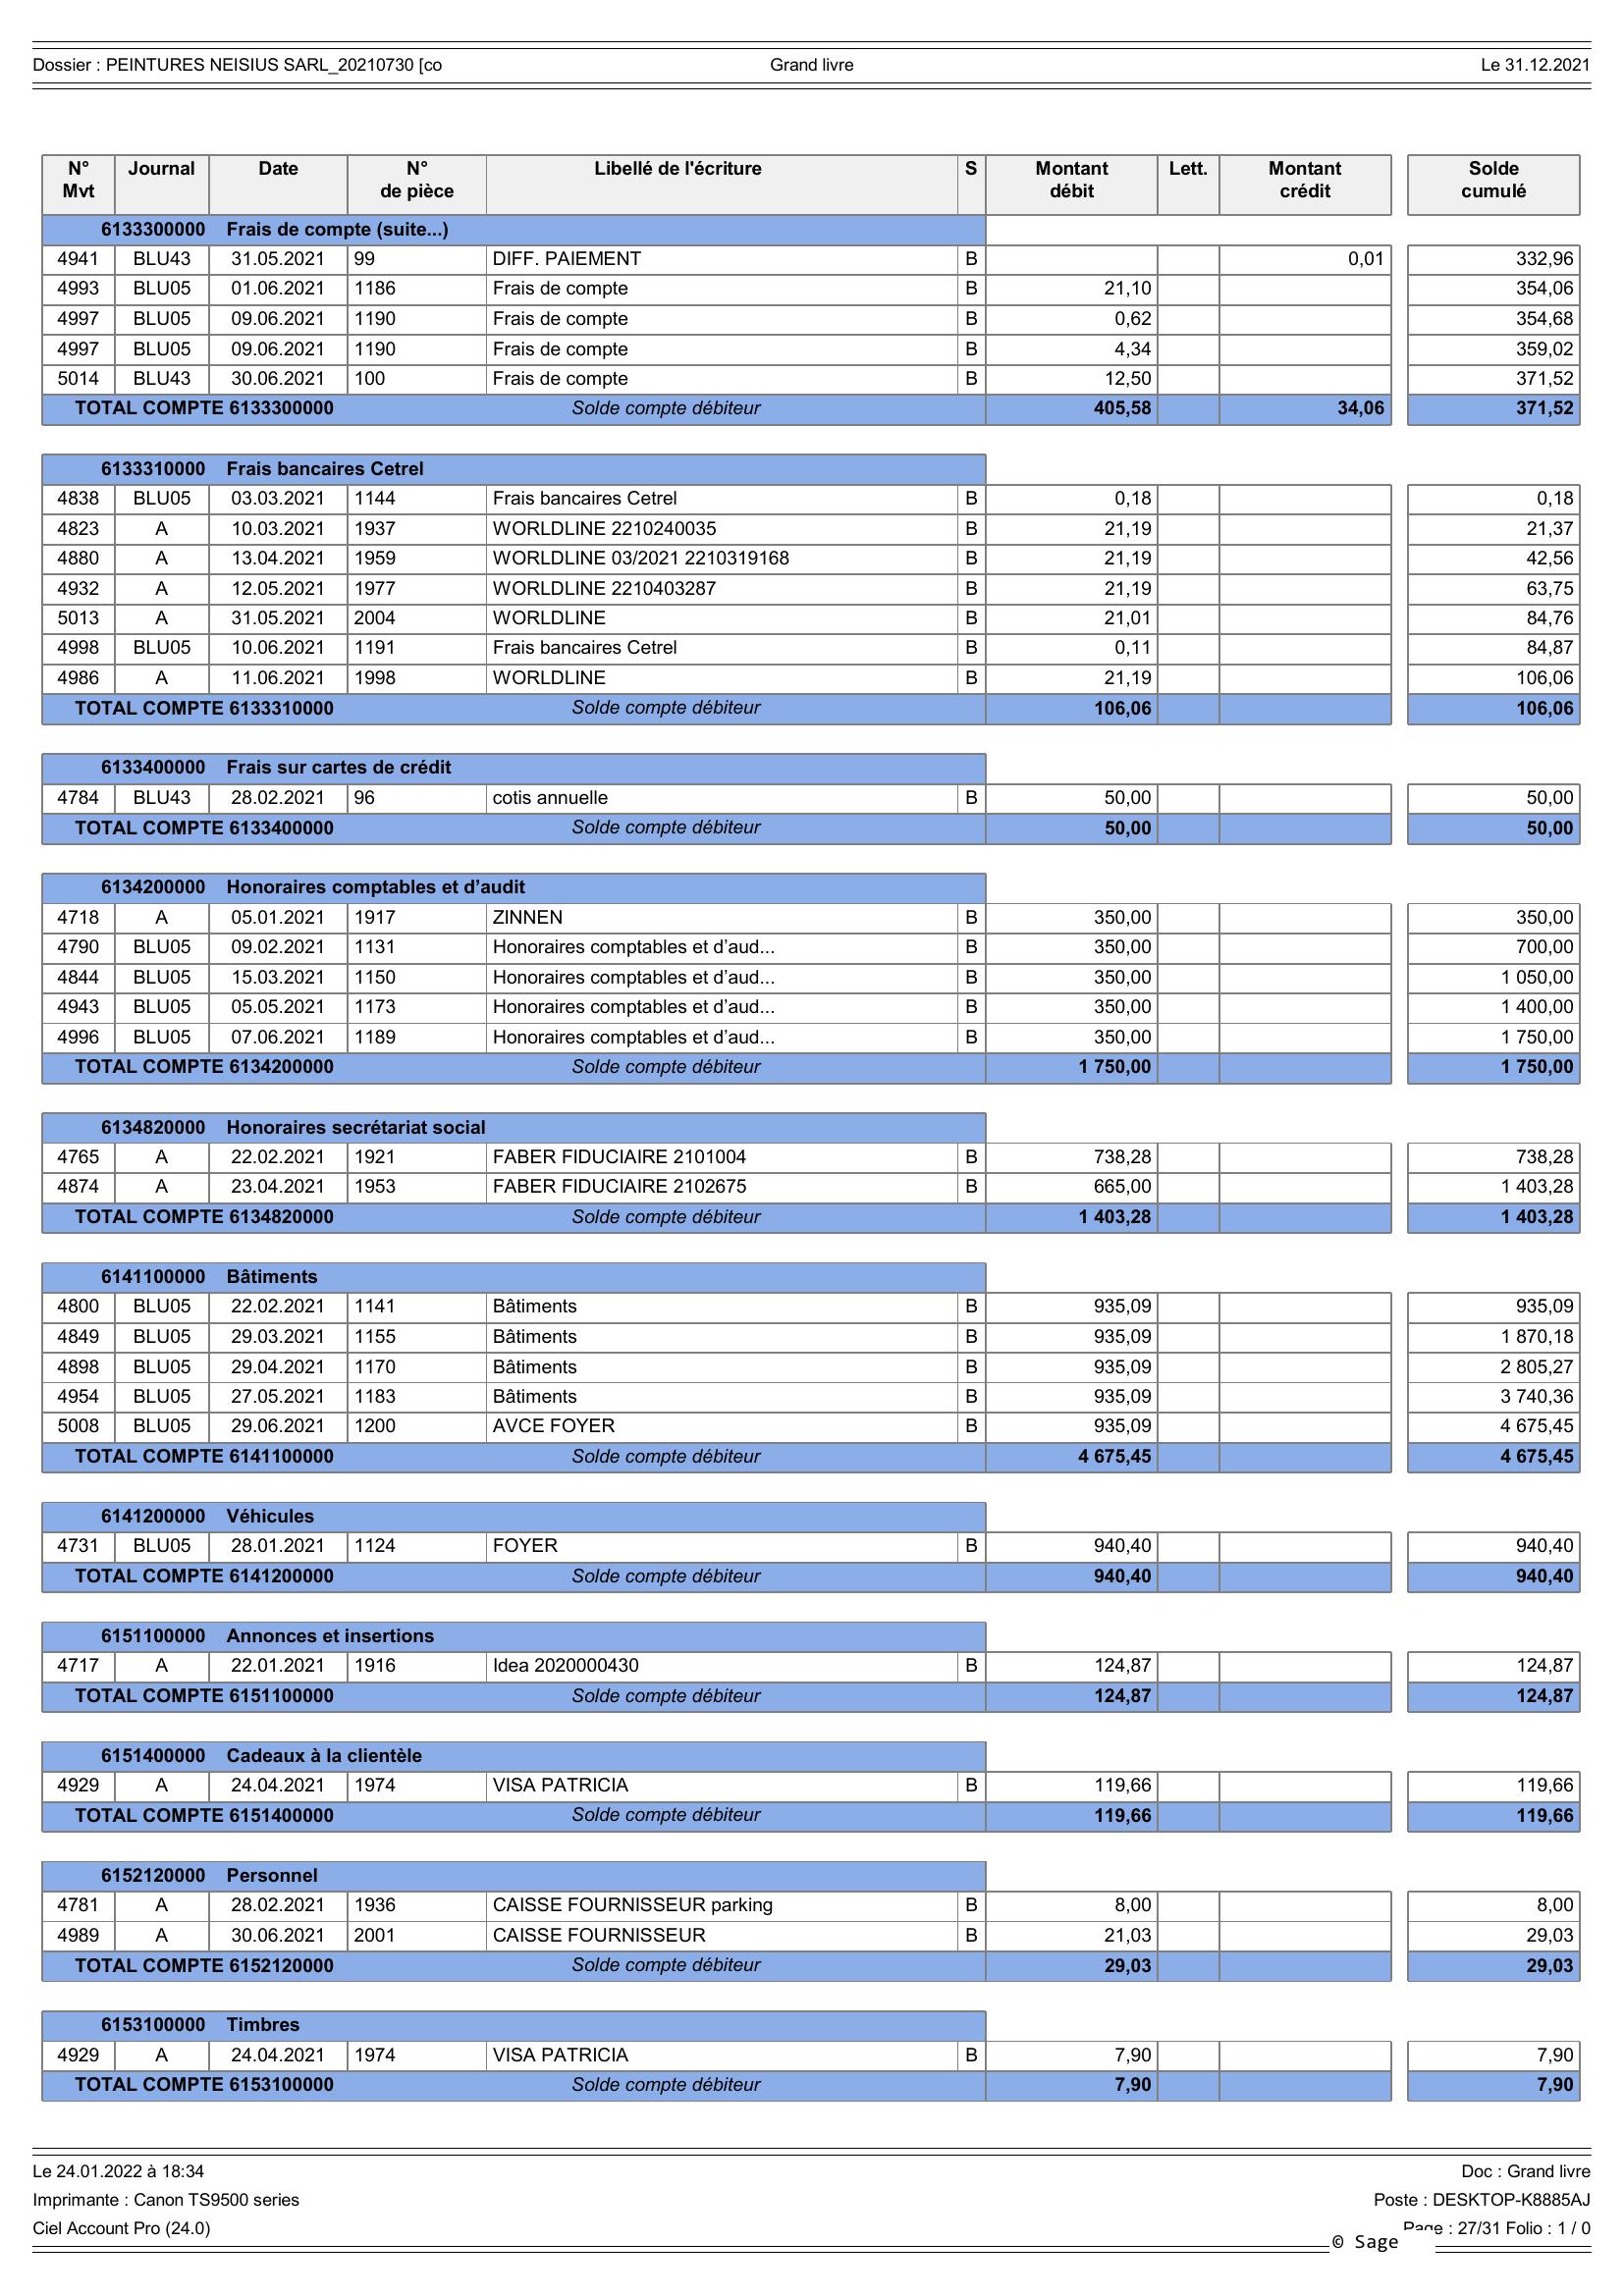 Dossier : PEINTURES NEISIUS SARL_20210730 [co Grand livre Le 31.12.2021
N° Mvt Journal Date N° de pièce Libellé de l'écriture S Montant débit Lett. Montant crédit Solde cumulé
6133300000 Frais de compte (suite...)
4941 BLU43 31.05.2021 99 DIFF. PAIEMENT B 0,01 332,96
4993 BLU05 01.06.2021 1186 Frais de compte B 21,10 354,06
4997 BLU05 09.06.2021 1190 Frais de compte B 0,62 354,68
4997 BLU05 09.06.2021 1190 Frais de compte B 4,34 359,02
5014 BLU43 30.06.2021 100 Frais de compte B 12,50 371,52
TOTAL COMPTE 6133300000 Solde compte débiteur 405,58 34,06 371,52
6133310000 Frais bancaires Cetrel
4838 BLU05 03.03.2021 1144 Frais bancaires Cetrel B 0,18 0,18
4823 A 10.03.2021 1937 WORLDLINE 2210240035 B 21,19 21,37
4880 A 13.04.2021 1959 WORLDLINE 03/2021 2210319168 B 21,19 42,56
4932 A 12.05.2021 1977 WORLDLINE 2210403287 B 21,19 63,75
5013 A 31.05.2021 2004 WORLDLINE B 21,01 84,76
4998 BLU05 10.06.2021 1191 Frais bancaires Cetrel B 0,11 84,87
4986 A 11.06.2021 1998 WORLDLINE B 21,19 106,06
TOTAL COMPTE 6133310000 Solde compte débiteur 106,06 106,06
6133400000 Frais sur cartes de crédit
4784 BLU43 28.02.2021 96 cotis annuelle B 50,00 50,00
TOTAL COMPTE 6133400000 Solde compte débiteur 50,00 50,00
6134200000 Honoraires comptables et d’audit
4718 A 05.01.2021 1917 ZINNEN B 350,00 350,00
4790 BLU05 09.02.2021 1131 Honoraires comptables et d’aud... B 350,00 700,00
4844 BLU05 15.03.2021 1150 Honoraires comptables et d’aud... B 350,00 1 050,00
4943 BLU05 05.05.2021 1173 Honoraires comptables et d’aud... B 350,00 1 400,00
4996 BLU05 07.06.2021 1189 Honoraires comptables et d’aud... B 350,00 1 750,00
TOTAL COMPTE 6134200000 Solde compte débiteur 1 750,00 1 750,00
6134820000 Honoraires secrétariat social
4765 A 22.02.2021 1921 FABER FIDUCIAIRE 2101004 B 738,28 738,28
4874 A 23.04.2021 1953 FABER FIDUCIAIRE 2102675 B 665,00 1 403,28
TOTAL COMPTE 6134820000 Solde compte débiteur 1 403,28 1 403,28
6141100000 Bâtiments
4800 BLU05 22.02.2021 1141 Bâtiments B 935,09 935,09
4849 BLU05 29.03.2021 1155 Bâtiments B 935,09 1 870,18
4898 BLU05 29.04.2021 1170 Bâtiments B 935,09 2 805,27
4954 BLU05 27.05.2021 1183 Bâtiments B 935,09 3 740,36
5008 BLU05 29.06.2021 1200 AVCE FOYER B 935,09 4 675,45
TOTAL COMPTE 6141100000 Solde compte débiteur 4 675,45 4 675,45
6141200000 Véhicules
4731 BLU05 28.01.2021 1124 FOYER B 940,40 940,40
TOTAL COMPTE 6141200000 Solde compte débiteur 940,40 940,40
6151100000 Annonces et insertions
4717 A 22.01.2021 1916 Idea 2020000430 B 124,87 124,87
TOTAL COMPTE 6151100000 Solde compte débiteur 124,87 124,87
6151400000 Cadeaux à la clientèle
4929 A 24.04.2021 1974 VISA PATRICIA B 119,66 119,66
TOTAL COMPTE 6151400000 Solde compte débiteur 119,66 119,66
6152120000 Personnel
4781 A 28.02.2021 1936 CAISSE FOURNISSEUR parking B 8,00 8,00
4989 A 30.06.2021 2001 CAISSE FOURNISSEUR B 21,03 29,03
TOTAL COMPTE 6152120000 Solde compte débiteur 29,03 29,03
6153100000 Timbres
4929 A 24.04.2021 1974 VISA PATRICIA B 7,90 7,90
TOTAL COMPTE 6153100000 Solde compte débiteur 7,90 7,90
Le 24.01.2022 à 18:34 Doc : Grand livre
Imprimante : Canon TS9500 series Poste : DESKTOP-K8885AJ
Ciel Account Pro (24.0) Page : 27/31 Folio : 1 / 0
© Sage